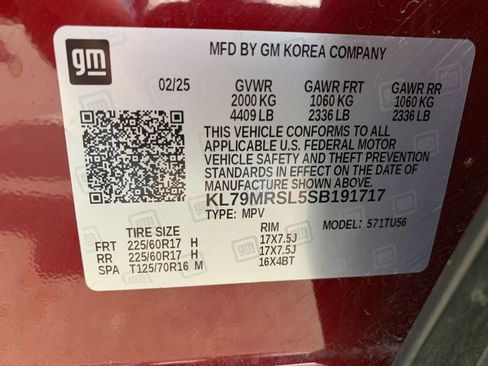 gm
MFD BY GM KOREA COMPANY
02/25 GVWR GAWR FRT GAWR RR
2000 KG 1060 KG 1060 KG
4409 LB 2336 LB 2336 LB
THIS VEHICLE CONFORMS TO ALL
APPLICABLE U.S. FEDERAL MOTOR
VEHICLE SAFETY AND THEFT PREVENTION
STANDARDS IN EFFECT ON THE DATE OF
MANUFACTURE SHOWN ABOVE.
KL79MRSL5SB191717
TYPE: MPV MODEL: 571TU56
TIRE SIZE RIM
FRT 225/60R17 H 17X7.5J
RR 225/60R17 H 17X7.5J
SPA T125/70R16 M 16X4BT